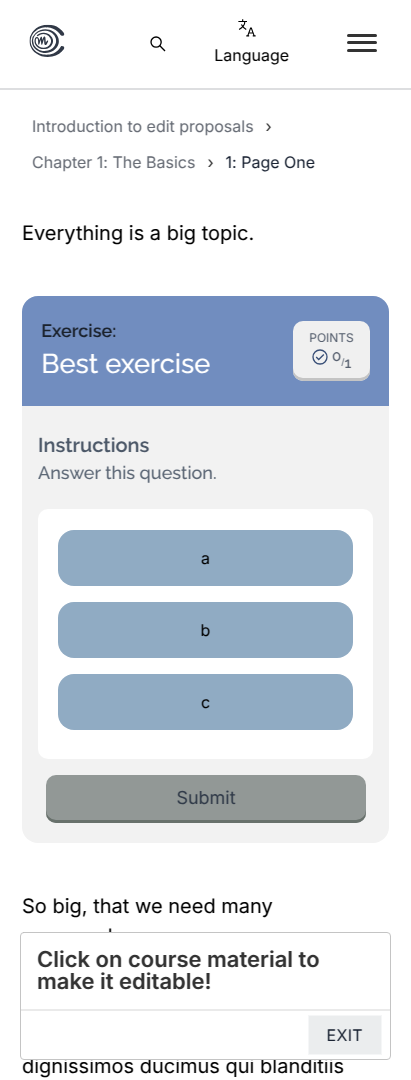 Language
Introduction to edit proposals ›
Chapter 1: The Basics › 1: Page One
Everything is a big topic.
Exercise:
Best exercise
POINTS
0/1
Instructions
Answer this question.
a
b
c
Submit
So big, that we need many
Click on course material to
make it editable!
EXIT
dignissimos ducimus qui blanditiis